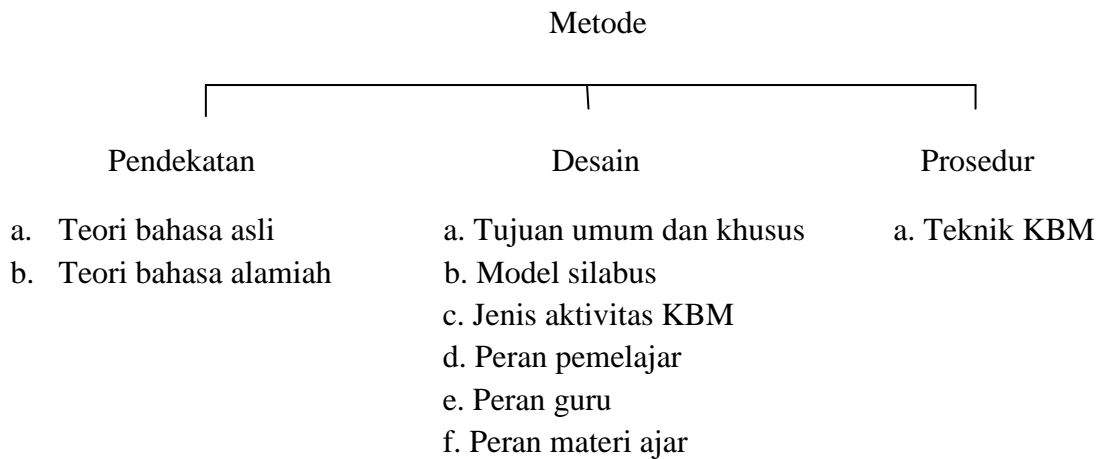 Metode
Pendekatan Desain Prosedur
a. Teori bahasa asli a. Tujuan umum dan khusus a. Teknik KBM
b. Teori bahasa alamiah b. Model silabus
c. Jenis aktivitas KBM
d. Peran pemelajar
e. Peran guru
f. Peran materi ajar